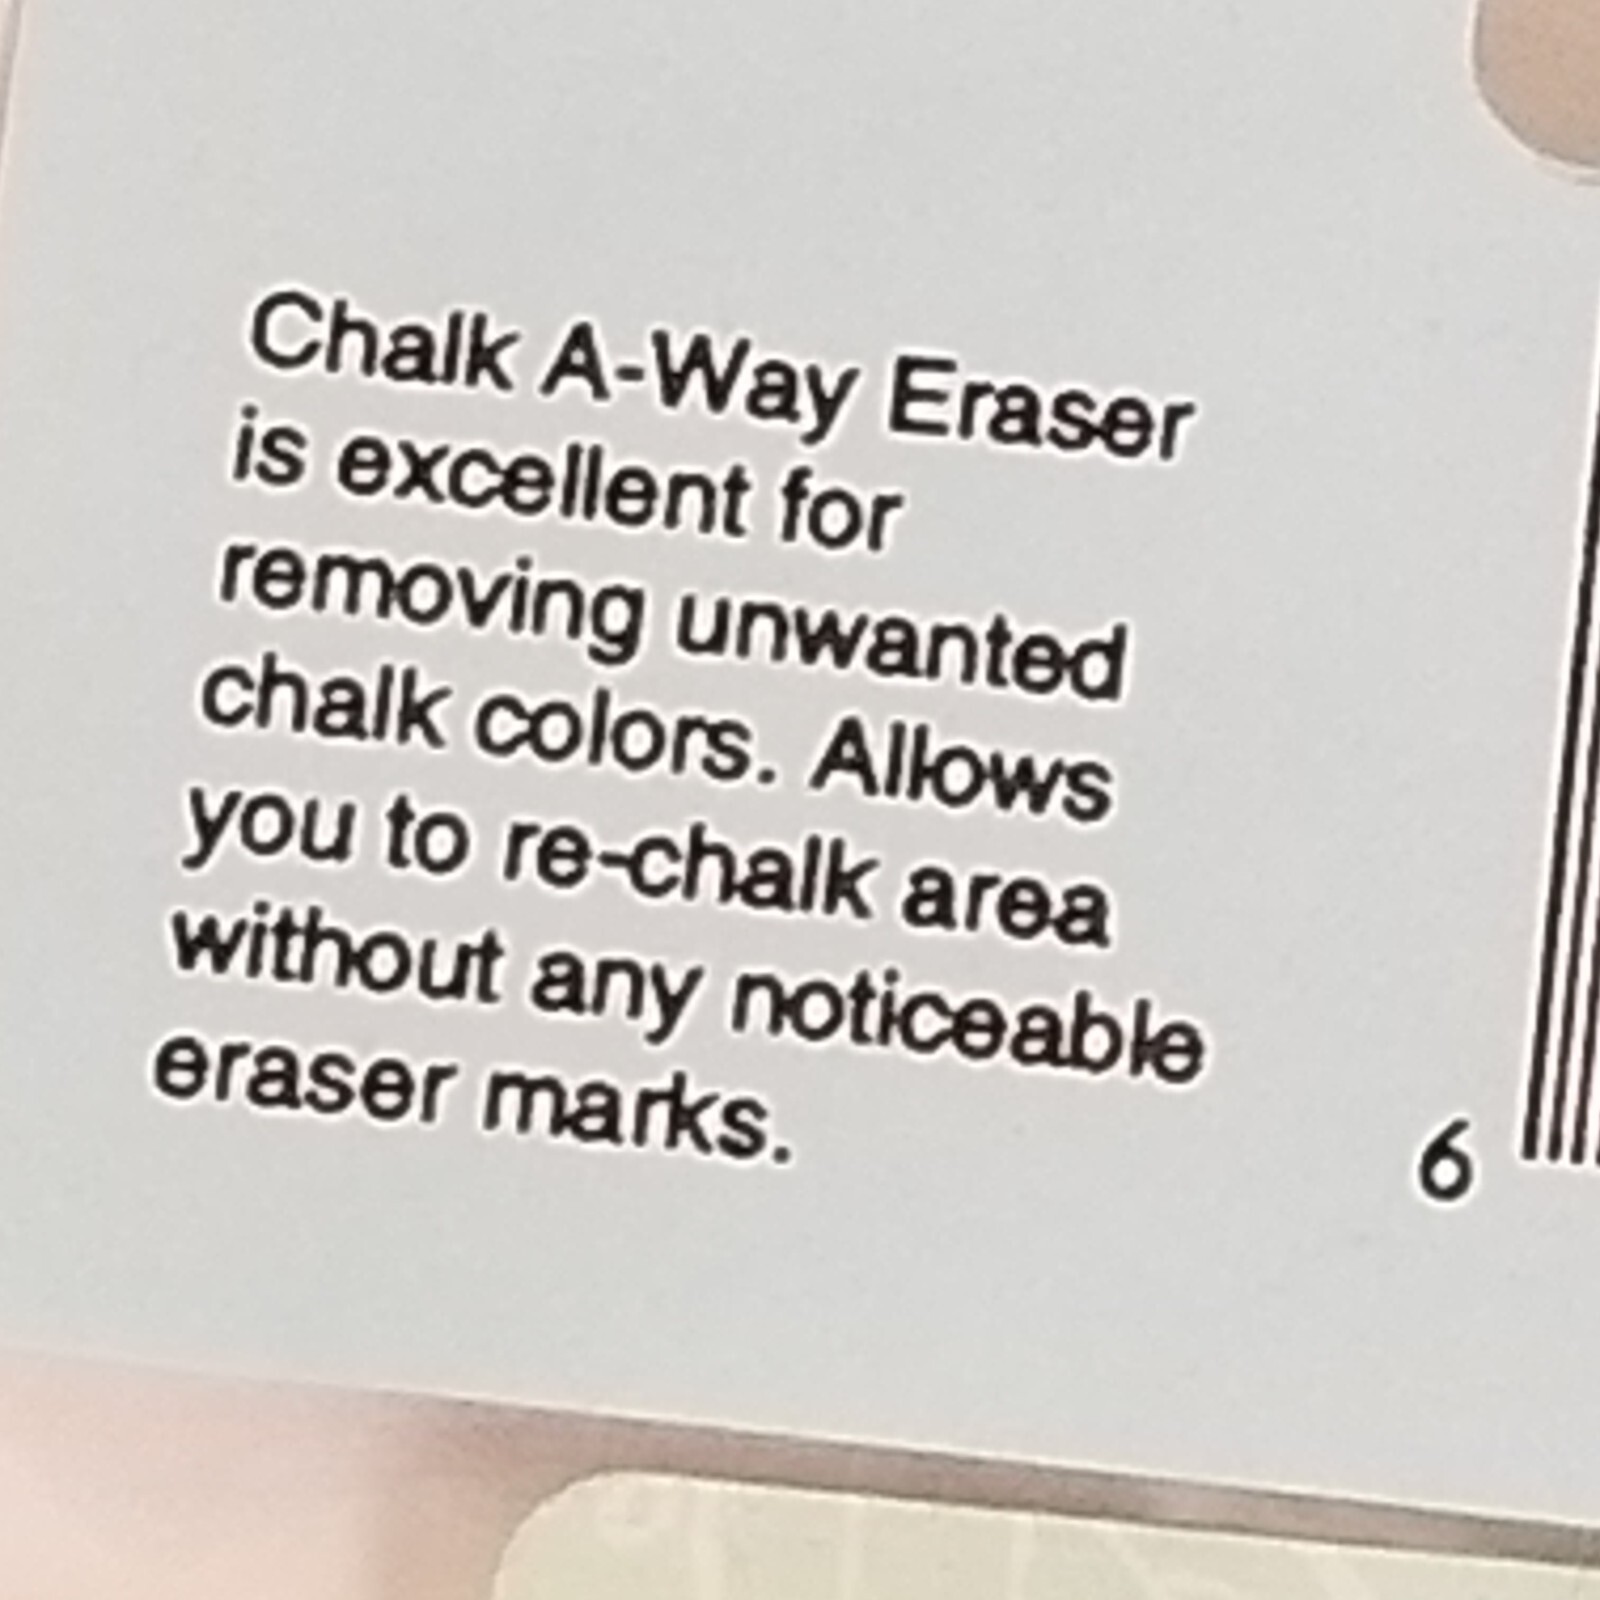 Chalk A-Way Eraser
is excellent for
removing unwanted
chalk colors. Allows
you to re-chalk area
without any noticeable
eraser marks.
6